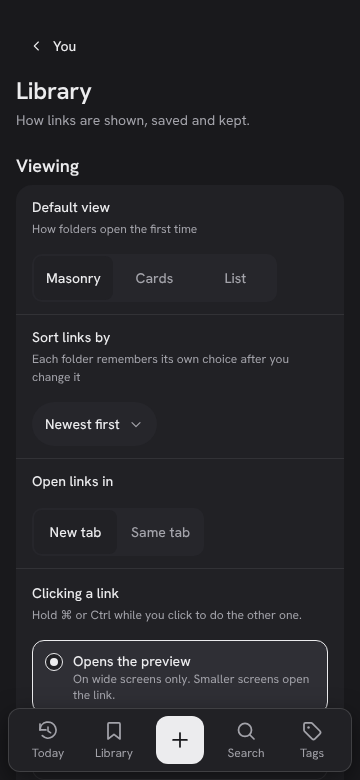 You
Library
How links are shown, saved and kept.
Viewing
Default view
How folders open the first time
Masonry Cards List
Sort links by
Each folder remembers its own choice after you
change it
Newest first
Open links in
New tab Same tab
Clicking a link
Hold ⌘ or Ctrl while you click to do the other one.
Opens the preview
On wide screens only. Smaller screens open
the link.
Today Library Search Tags